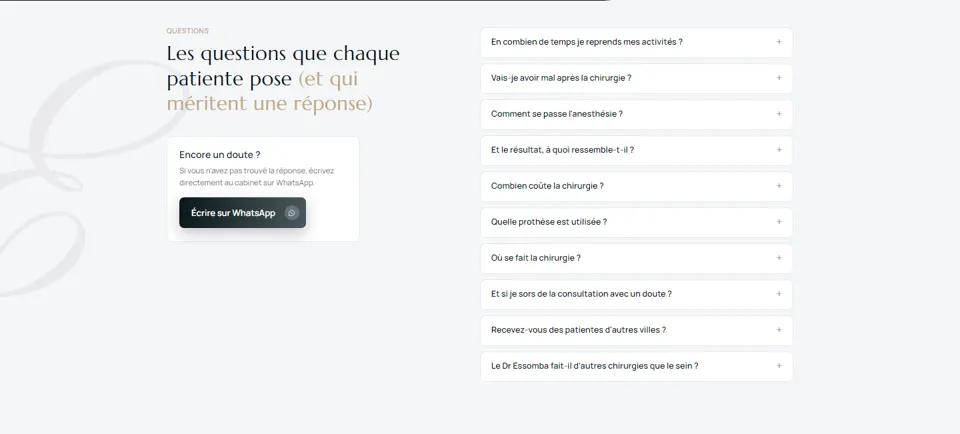 QUESTIONS
Les questions que chaque
patiente pose (et qui
méritent une réponse)
Encore un doute ?
Si vous n'avez pas trouvé la réponse, écrivez
directement au cabinet sur WhatsApp.
Écrire sur WhatsApp
En combien de temps je reprends mes activités ?
Vais-je avoir mal après la chirurgie ?
Comment se passe l'anesthésie ?
Et le résultat, à quoi ressemble-t-il ?
Combien coûte la chirurgie ?
Quelle prothèse est utilisée ?
Où se fait la chirurgie ?
Et si je sors de la consultation avec un doute ?
Recevez-vous des patientes d'autres villes ?
Le Dr Essomba fait-il d'autres chirurgies que le sein ?